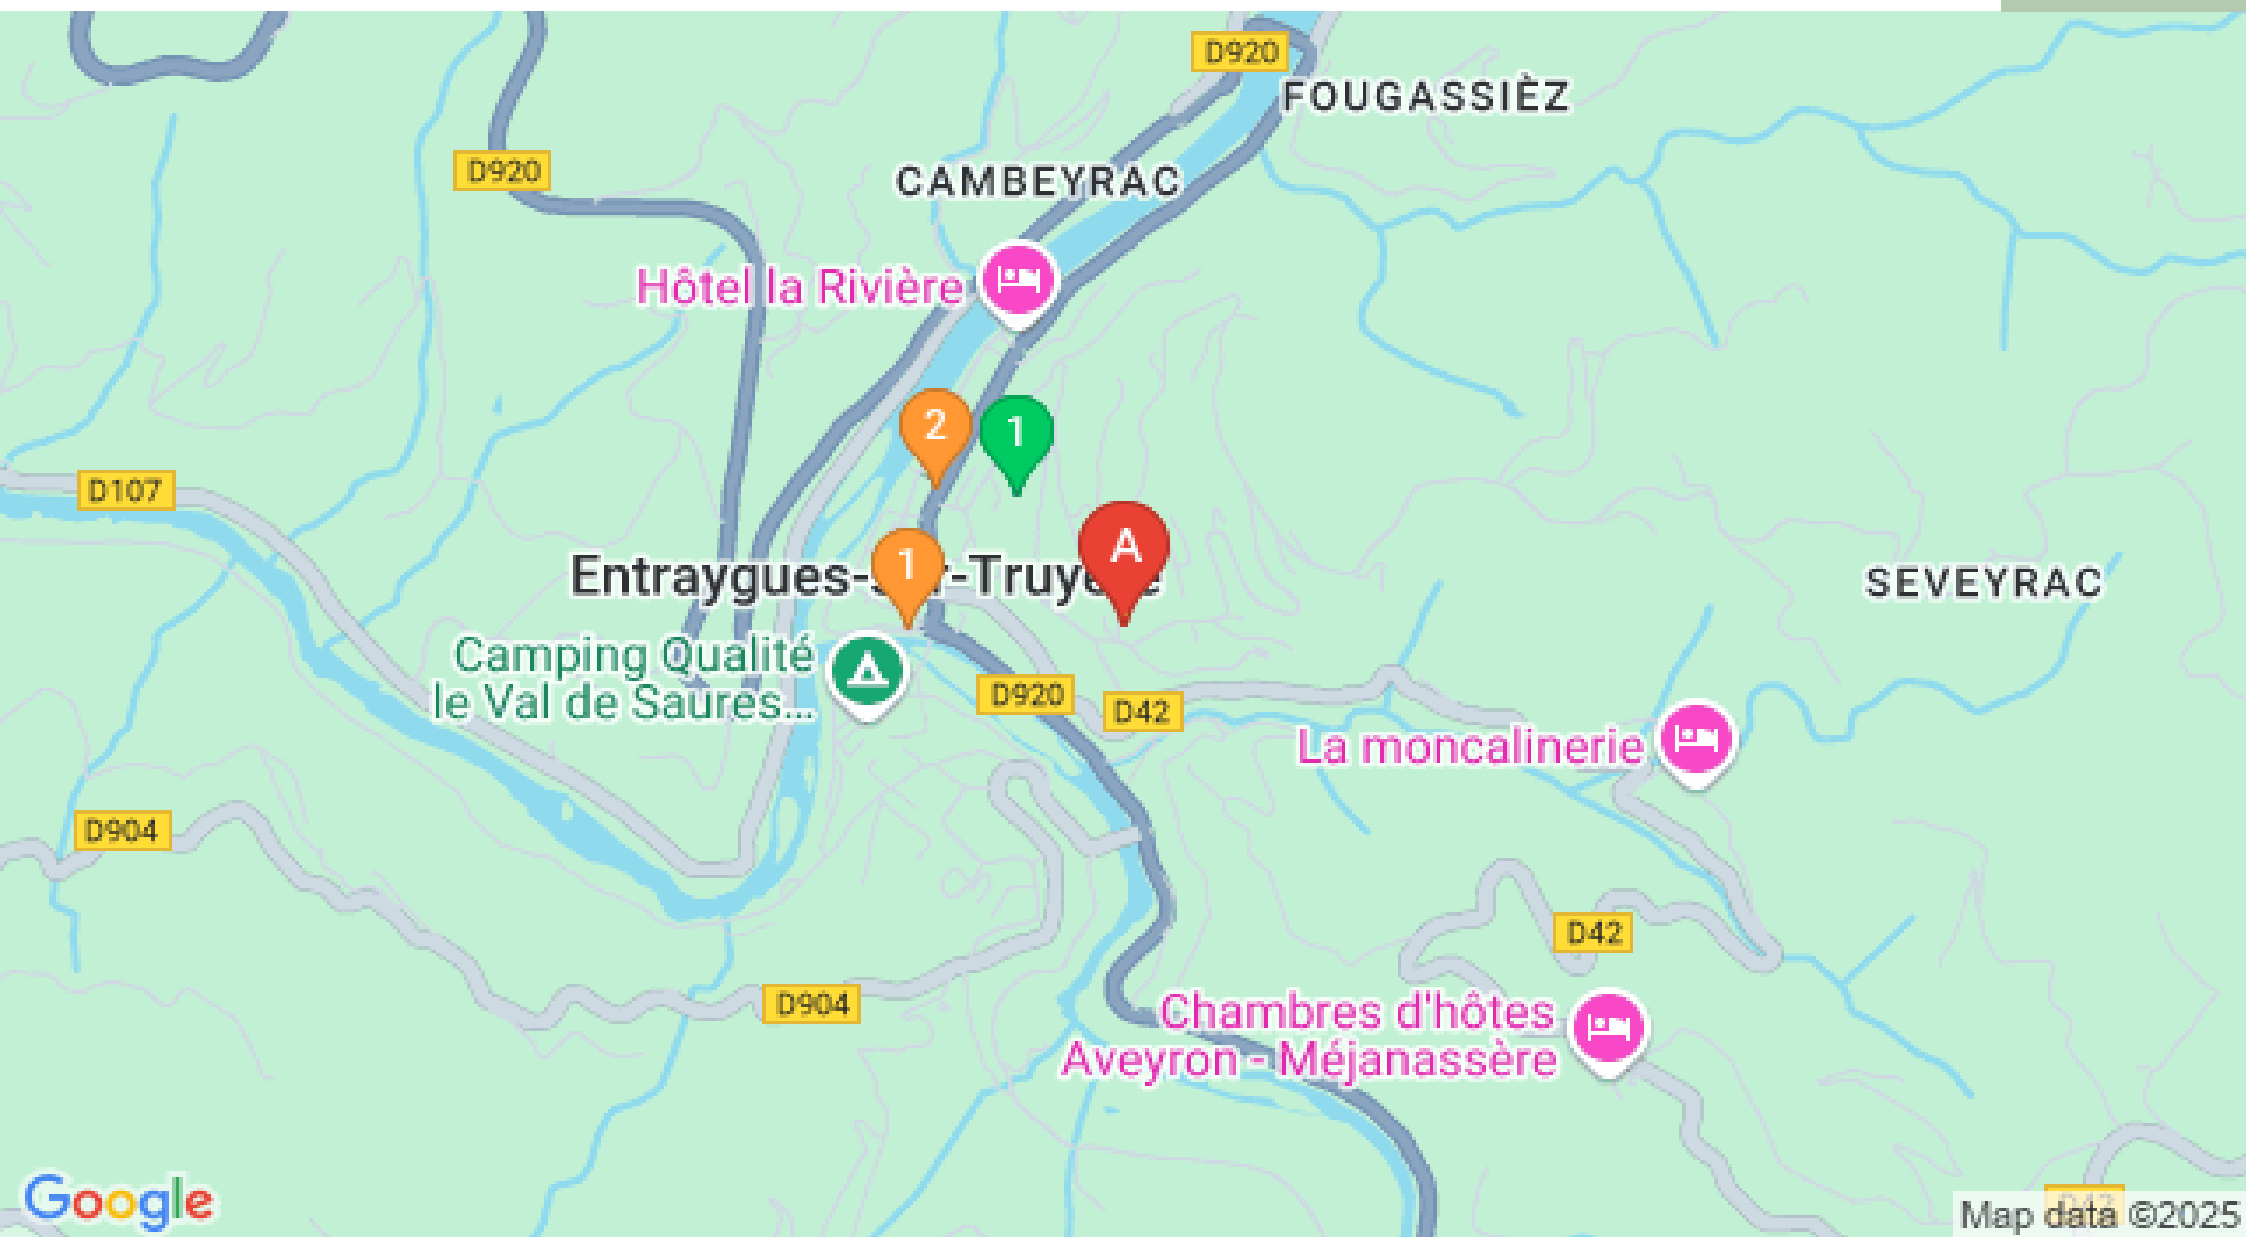 D920
FOUGASSIÈZ
D920
CAMBEYRAC
Hôtel la Rivière
2
1
D107
A
1
SEVEYRAC
Camping Qualité
le Val de Saures...
D920
D42
La moncalinerie
D904
D42
D904
Chambres d'hôtes
Aveyron - Méjanassère
Google
Map data ©2025